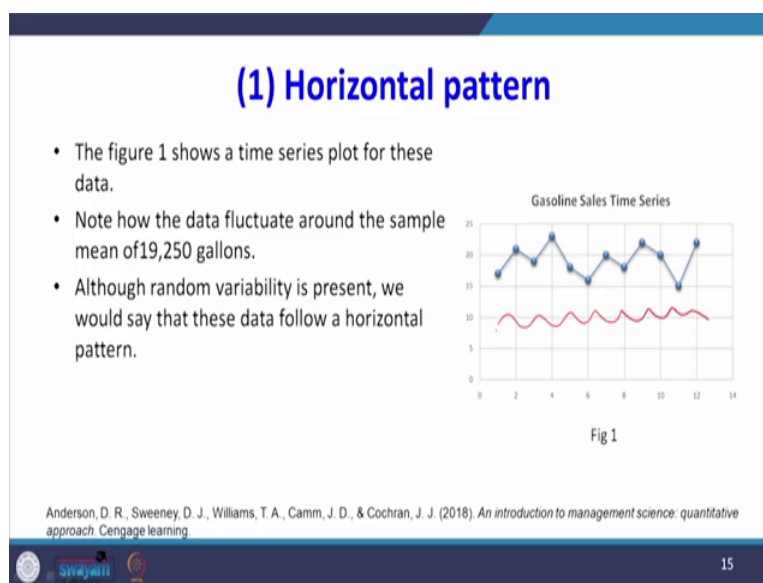 (1) Horizontal pattern
• The figure 1 shows a time series plot for these
data.
• Note how the data fluctuate around the sample
mean of19,250 gallons.
• Although random variability is present, we
would say that these data follow a horizontal
pattern.
Gasoline Sales Time Series
25
20
15
10
5
0
0 2 4 6 8 10 12 14
Fig 1
Anderson, D. R., Sweeney, D. J., Williams, T. A., Camm, J. D., & Cochran, J. J. (2018). An introduction to management science: quantitative
approach. Cengage learning.
swayam
15